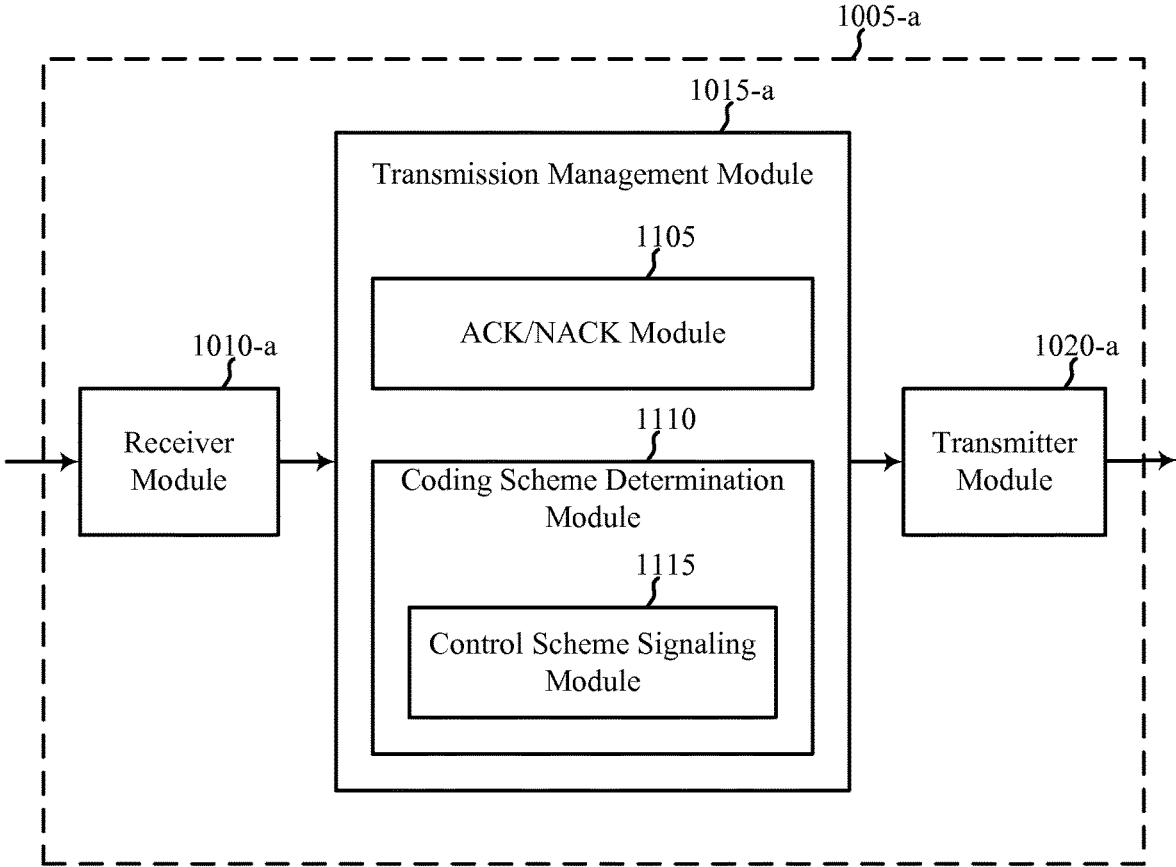 1005-a
1015-a
Transmission Management Module
1105
ACK/NACK Module
1010-a
Receiver
Module
1020-a
Transmitter
Module
1110
Coding Scheme Determination
Module
1115
Control Scheme Signaling
Module